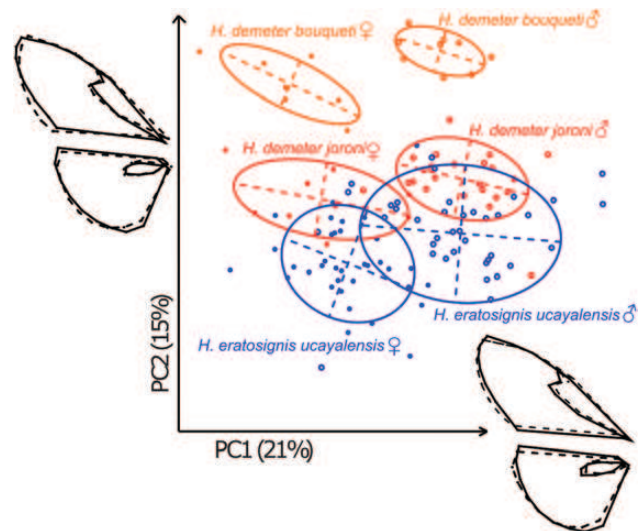 H. demeter bouqueti ♀
H. demeter bouqueti ♂
H. demeter joroni ♀
H. demeter joroni ♂
H. eratosignis ucayalensis ♀
H. eratosignis ucayalensis ♂
PC2 (15%)
PC1 (21%)